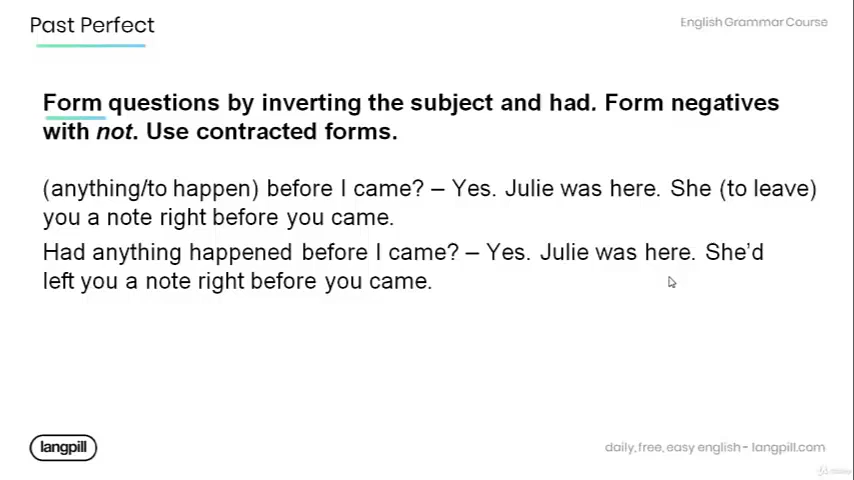 Past Perfect
English Grammar Course
Form questions by inverting the subject and had. Form negatives
with not. Use contracted forms.
(anything/to happen) before I came? – Yes. Julie was here. She (to leave)
you a note right before you came.
Had anything happened before I came? – Yes. Julie was here. She’d
left you a note right before you came.
langpill
daily, free, easy english - langpill.com